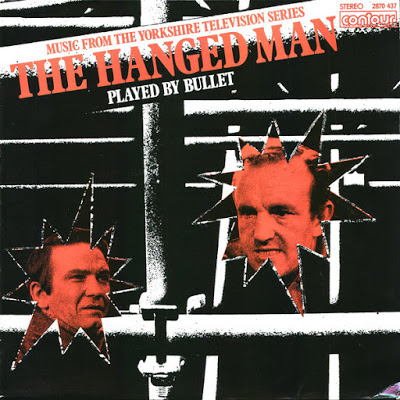 STEREO 2870 437
contour
MUSIC FROM THE YORKSHIRE TELEVISION SERIES
THE HANGED MAN
PLAYED BY BULLET